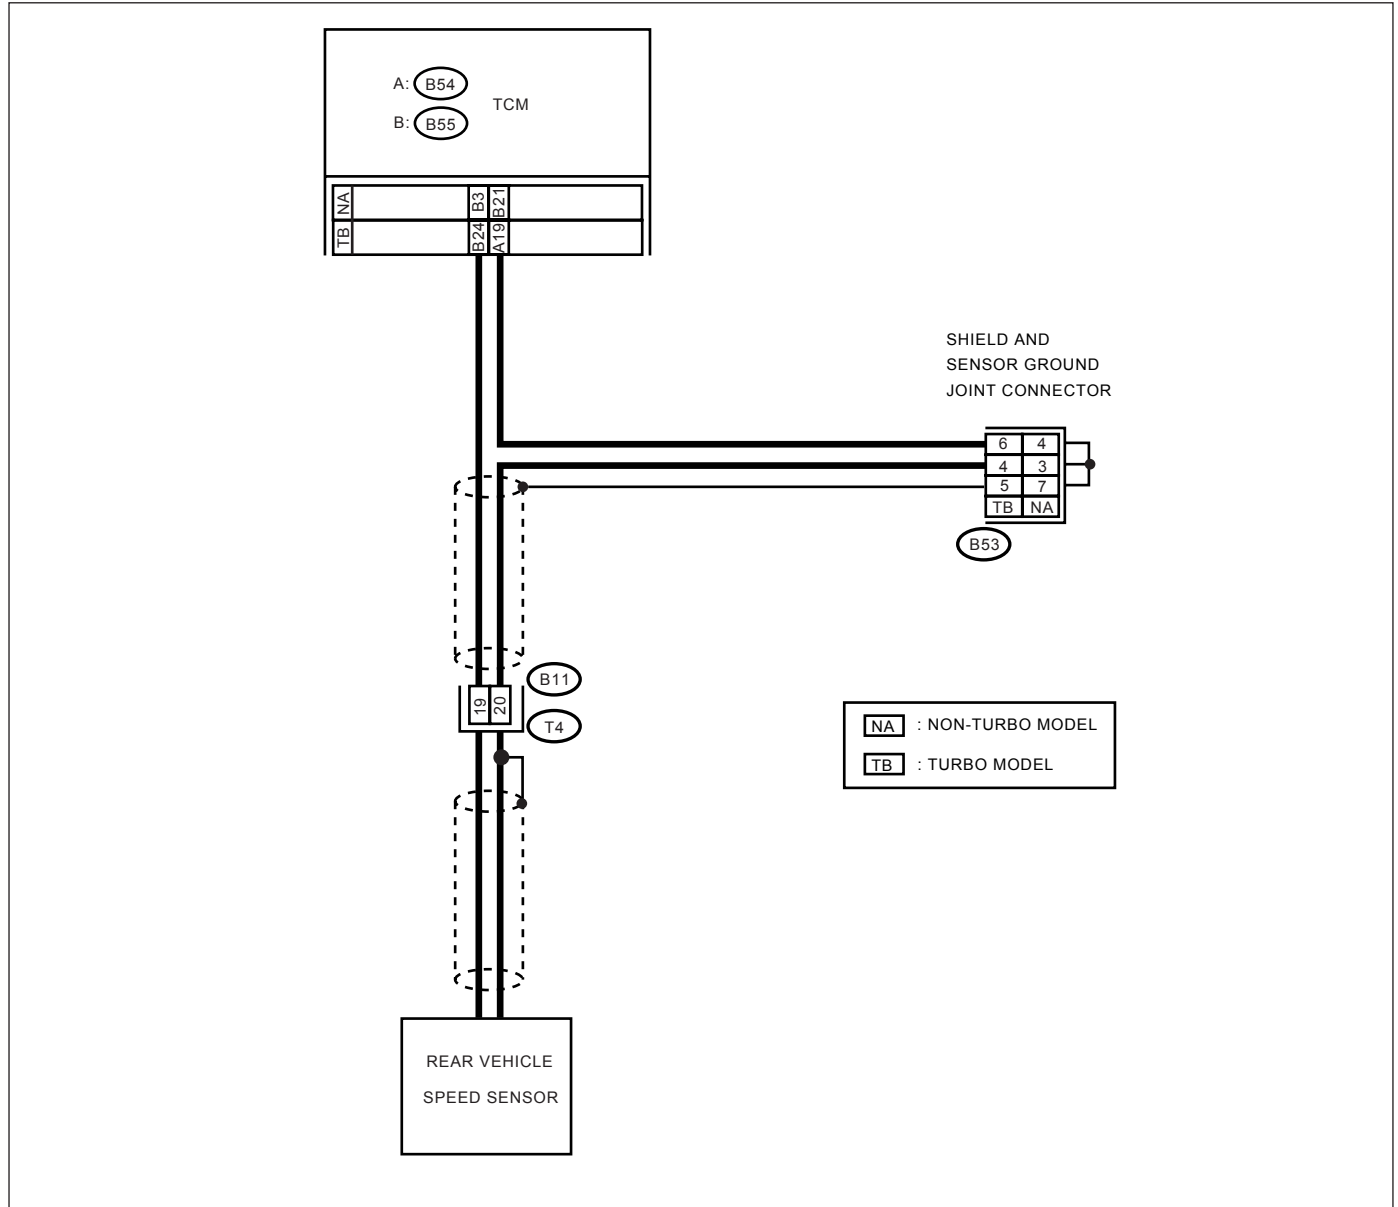 A: B54
TCM
B: B55
NA B3 B21
TB B24 A19
SHIELD AND
SENSOR GROUND
JOINT CONNECTOR
6 4
4 3
5 7
TB NA
B53
B11
19 20
T4
NA : NON-TURBO MODEL
TB : TURBO MODEL
REAR VEHICLE
SPEED SENSOR